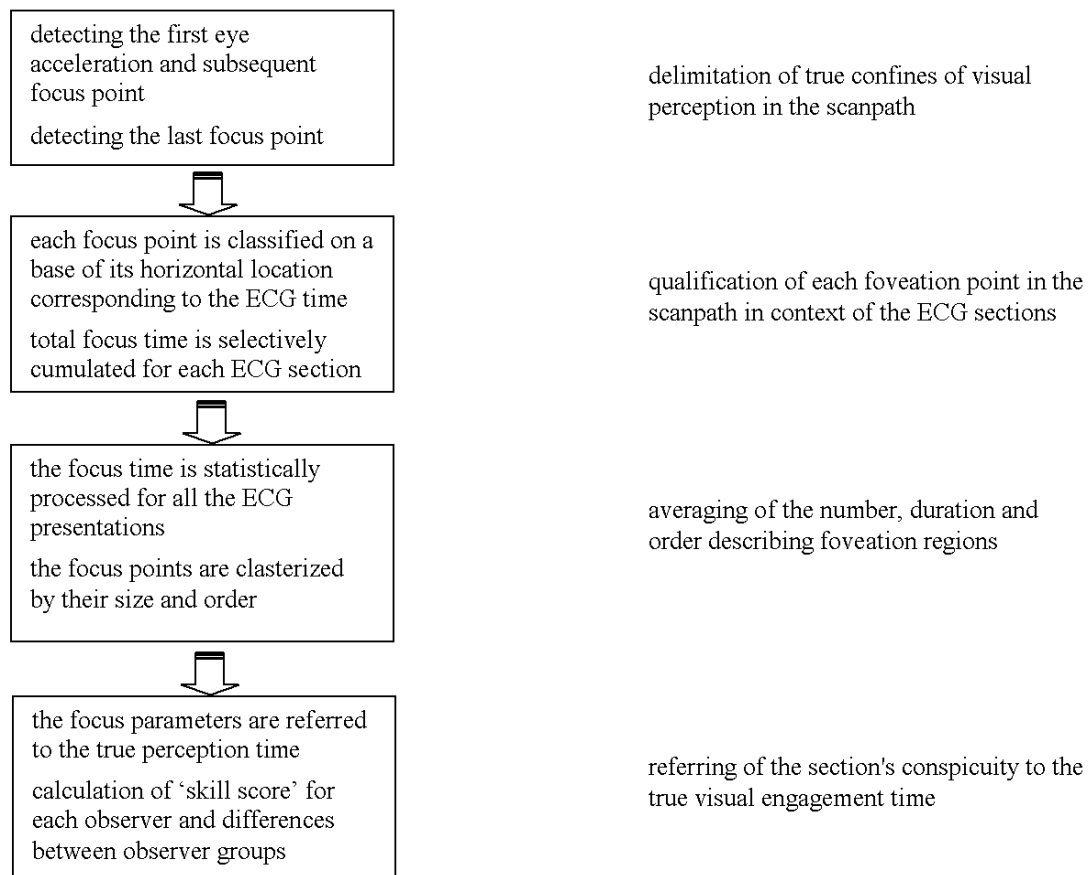 detecting the first eye
acceleration and subsequent
focus point
detecting the last focus point
delimitation of true confines of visual
perception in the scanpath
each focus point is classified on a
base of its horizontal location
corresponding to the ECG time
total focus time is selectively
cumulated for each ECG section
qualification of each foveation point in the
scanpath in context of the ECG sections
the focus time is statistically
processed for all the ECG
presentations
the focus points are clasterized
by their size and order
averaging of the number, duration and
order describing foveation regions
the focus parameters are referred
to the true perception time
calculation of ‘skill score’ for
each observer and differences
between observer groups
referring of the section's conspicuity to the
true visual engagement time